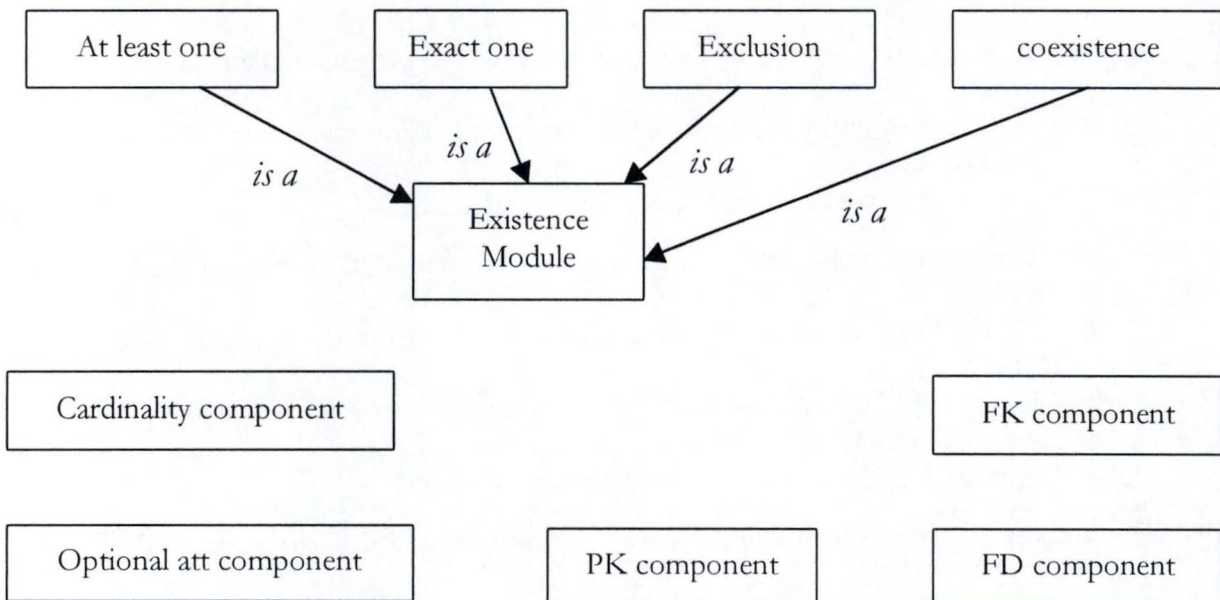 At least one
Exact one
Exclusion
coexistence
is a
is a
is a
is a
Existence
Module
Cardinality component
FK component
Optional att component
PK component
FD component